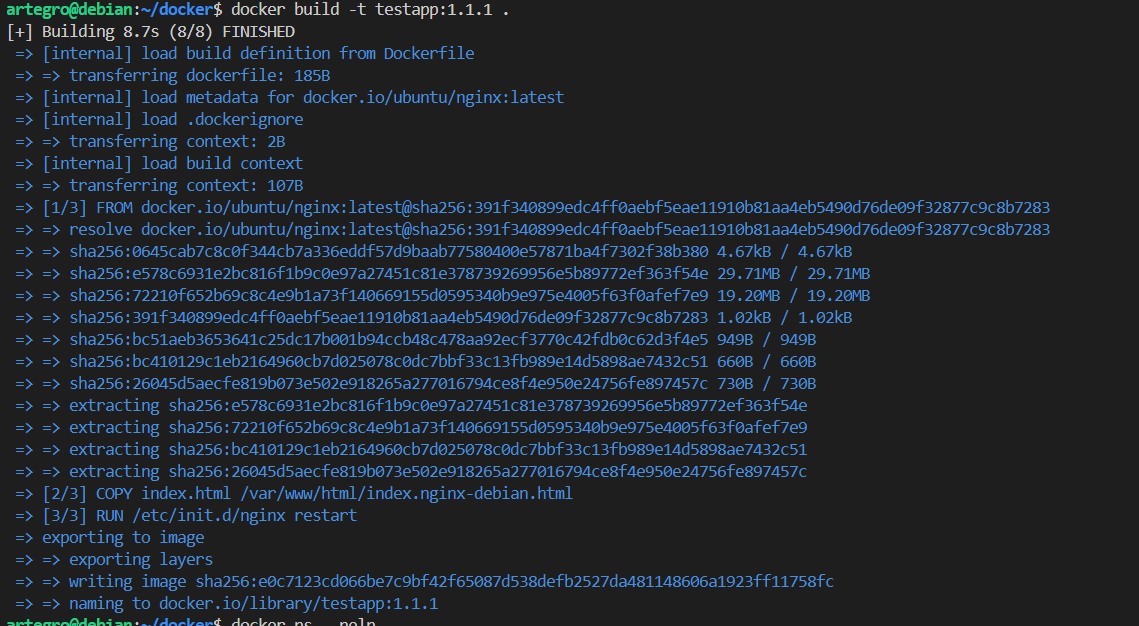 artegro@debian:~/docker$ docker build -t testapp:1.1.1 .
[+] Building 8.7s (8/8) FINISHED
=> [internal] load build definition from Dockerfile
=> => transferring dockerfile: 185B
=> [internal] load metadata for docker.io/ubuntu/nginx:latest
=> [internal] load .dockerignore
=> => transferring context: 2B
=> [internal] load build context
=> => transferring context: 107B
=> [1/3] FROM docker.io/ubuntu/nginx:latest@sha256:391f340899edc4ff0aebf5eae11910b81aa4eb5490d76de09f32877c9c8b7283
=> => resolve docker.io/ubuntu/nginx:latest@sha256:391f340899edc4ff0aebf5eae11910b81aa4eb5490d76de09f32877c9c8b7283
=> => sha256:0645cab7c8c0f344cb7a336eddf57d9baab77580400e57871ba4f7302f38b380 4.67kB / 4.67kB
=> => sha256:e578c6931e2bc816f1b9c0e97a27451c81e378739269956e5b89772ef363f54e 29.71MB / 29.71MB
=> => sha256:72210f652b69c8c4e9b1a73f140669155d0595340b9e975e4005f63f0afef7e9 19.20MB / 19.20MB
=> => sha256:391f340899edc4ff0aebf5eae11910b81aa4eb5490d76de09f32877c9c8b7283 1.02kB / 1.02kB
=> => sha256:bc51aeb3653641c25dc17b001b94ccb48c478aa92ecf3770c42fdb0c62d3f4e5 949B / 949B
=> => sha256:bc410129c1eb2164960cb7d025078c0dc7bbf33c13fb989e14d5898ae7432c51 660B / 660B
=> => sha256:26045d5aecfe819b073e502e918265a277016794ce8f4e950e24756fe897457c 730B / 730B
=> => extracting sha256:e578c6931e2bc816f1b9c0e97a27451c81e378739269956e5b89772ef363f54e
=> => extracting sha256:72210f652b69c8c4e9b1a73f140669155d0595340b9e975e4005f63f0afef7e9
=> => extracting sha256:bc410129c1eb2164960cb7d025078c0dc7bbf33c13fb989e14d5898ae7432c51
=> => extracting sha256:26045d5aecfe819b073e502e918265a277016794ce8f4e950e24756fe897457c
=> [2/3] COPY index.html /var/www/html/index.nginx-debian.html
=> [3/3] RUN /etc/init.d/nginx restart
=> exporting to image
=> => exporting layers
=> => writing image sha256:e0c7123cd066be7c9bf42f65087d538defb2527da481148606a1923ff11758fc
=> => naming to docker.io/library/testapp:1.1.1
artegro@debian:~/docker$ docker ps